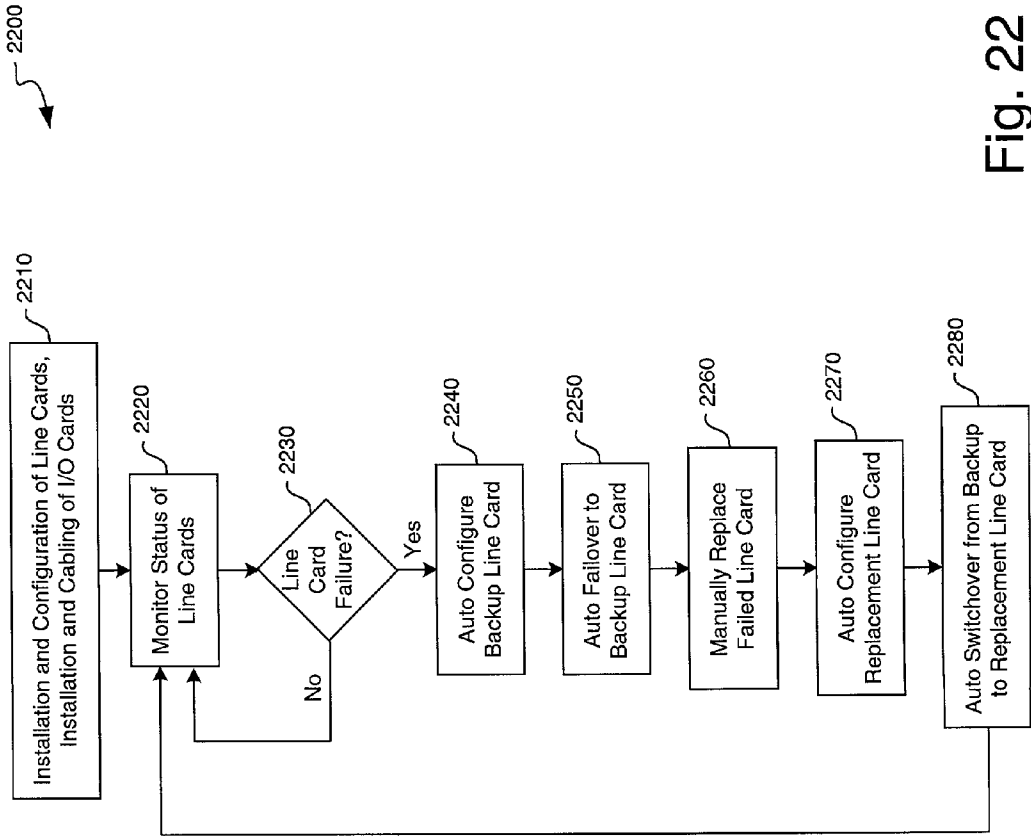 2200
2210
Installation and Configuration of Line Cards,
Installation and Cabling of I/O Cards
2220
Monitor Status of
Line Cards
2230
Line
Card
Failure?
No
Yes
2240
Auto Configure
Backup Line Card
2250
Auto Failover to
Backup Line Card
2260
Manually Replace
Failed Line Card
2270
Auto Configure
Replacement Line Card
2280
Auto Switchover from Backup
to Replacement Line Card
Fig. 22